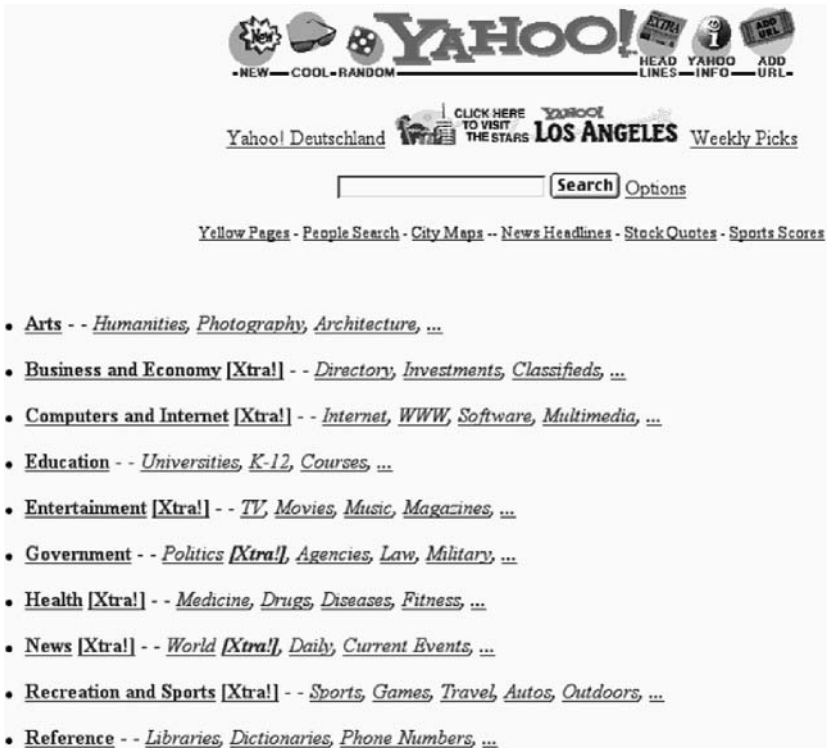 New EXTRA i ADD URL
YAHOO!
NEW COOL RANDOM HEAD LINES YAHOO INFO ADD URL
Yahoo! Deutschland CLICK HERE TO VISIT THE STARS YAHOO! LOS ANGELES Weekly Picks
Search Options
Yellow Pages - People Search - City Maps -- News Headlines - Stock Quotes - Sports Scores
• Arts - - Humanities, Photography, Architecture, ...
• Business and Economy [Xtra!] - - Directory, Investments, Classifieds, ...
• Computers and Internet [Xtra!] - - Internet, WWW, Software, Multimedia, ...
• Education - - Universities, K-12, Courses, ...
• Entertainment [Xtra!] - - TV, Movies, Music, Magazines, ...
• Government - - Politics [Xtra!], Agencies, Law, Military, ...
• Health [Xtra!] - - Medicine, Drugs, Diseases, Fitness, ...
• News [Xtra!] - - World [Xtra!], Daily, Current Events, ...
• Recreation and Sports [Xtra!] - - Sports, Games, Travel, Autos, Outdoors, ...
• Reference - - Libraries, Dictionaries, Phone Numbers, ...